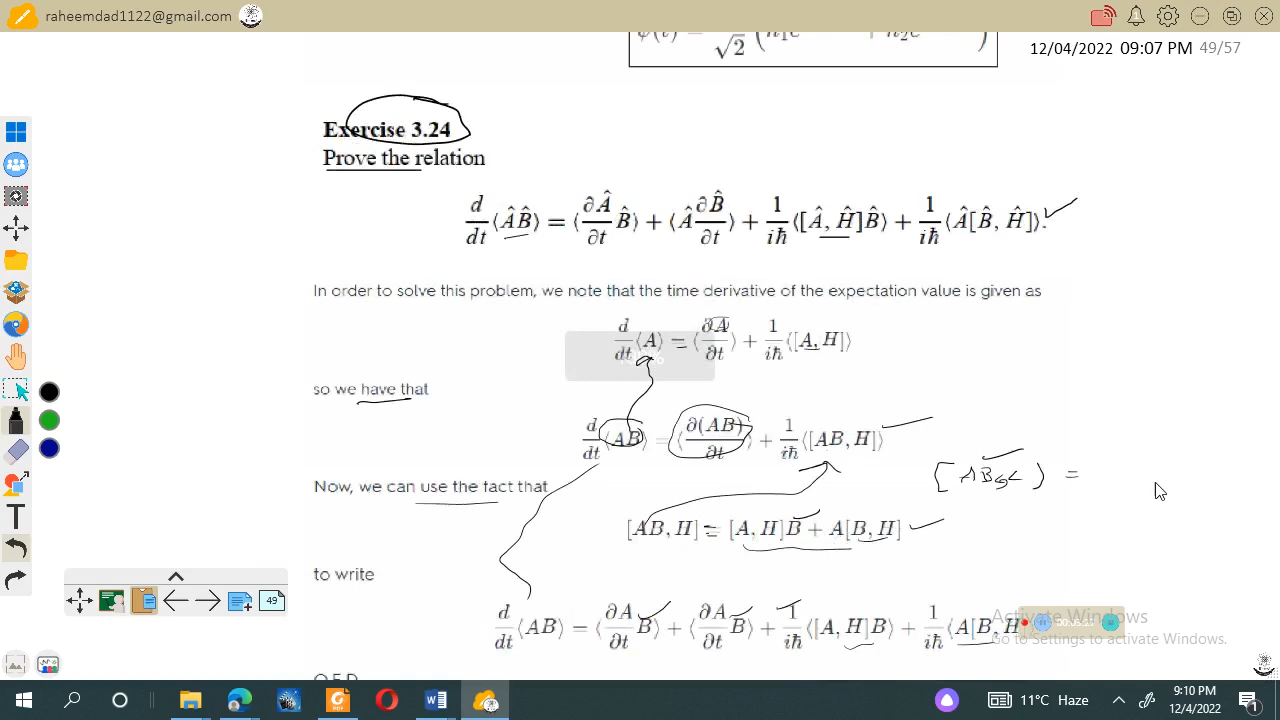 raheemdad1122@gmail.com
12/04/2022 09:07 PM 49/57
ψ(t) = 1/√2 (
Exercise 3.24
Prove the relation
d/dt ⟨ÂB̂⟩ = ⟨∂Â/∂t B̂⟩ + ⟨Â ∂B̂/∂t⟩ + 1/iħ ⟨[Â, Ĥ]B̂⟩ + 1/iħ ⟨Â[B̂, Ĥ]⟩.
In order to solve this problem, we note that the time derivative of the expectation value is given as
d/dt ⟨A⟩ = ⟨∂A/∂t⟩ + 1/iħ ⟨[A, H]⟩
so we have that
d/dt ⟨AB⟩ = ⟨∂(AB)/∂t⟩ + 1/iħ ⟨[AB, H]⟩
[AB, C] =
Now, we can use the fact that
[AB, H] = [A, H]B + A[B, H]
to write
d/dt ⟨AB⟩ = ⟨∂A/∂t B⟩ + ⟨∂A/∂t B⟩ + 1/iħ ⟨[A, H]B⟩ + 1/iħ ⟨A[B, H
Activate Windows
Go to Settings to activate Windows.
Q.E.D
T
49
W
11°C Haze
9:10 PM
12/4/2022
1